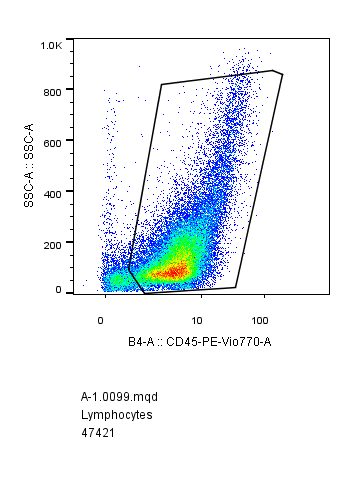 1.0K
800
600
400
200
0
SSC-A :: SSC-A
0 10 100
B4-A :: CD45-PE-Vio770-A
A-1.0099.mqd
Lymphocytes
47421